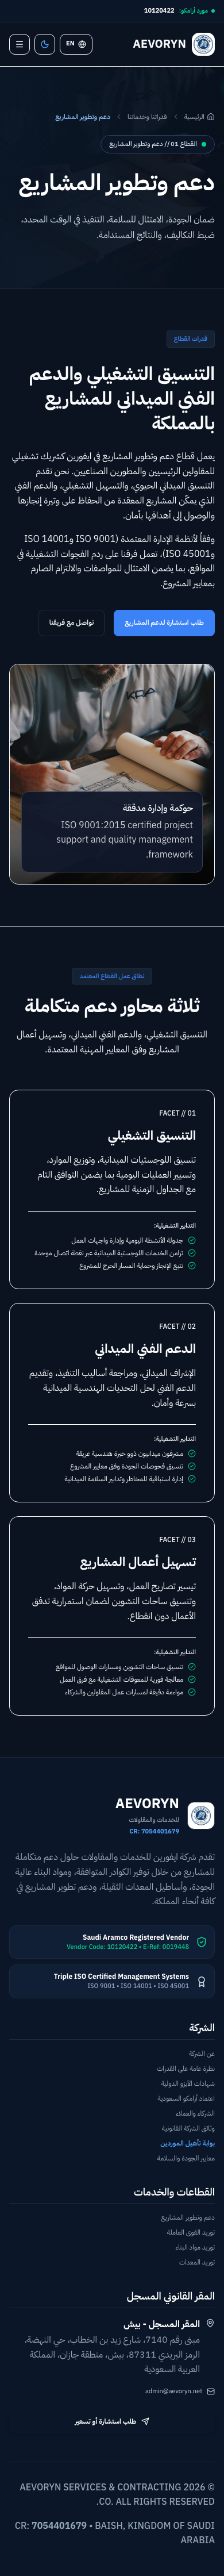 مورد أرامكو: 10120422
AEVORYN
EN
الرئيسية
قدراتنا وخدماتنا
دعم وتطوير المشاريع
القطاع 01 // دعم وتطوير المشاريع
دعم وتطوير المشاريع
ضمان الجودة، الامتثال للسلامة، التنفيذ في الوقت المحدد،
ضبط التكاليف، والنتائج المستدامة.
قدرات القطاع
التنسيق التشغيلي والدعم
الفني الميداني للمشاريع
بالمملكة
يعمل قطاع دعم وتطوير المشاريع في ايفورين كشريك تشغيلي
للمقاولين الرئيسيين والمطورين الصناعيين. نحن نقدم
التنسيق الميداني الحيوي، والتسهيل التشغيلي، والدعم الفني
الذي يمكّن المشاريع المعقدة من الحفاظ على وتيرة إنجازها
والوصول إلى أهدافها بأمان.
وفقاً لأنظمة الإدارة المعتمدة (ISO 9001 وISO 14001
وISO 45001)، تعمل فرقنا على ردم الفجوات التشغيلية في
الموقع، مما يضمن الامتثال للمواصفات والالتزام الصارم
بمعايير المشروع.
طلب استشارة لدعم المشاريع
تواصل مع فريقنا
حوكمة وإدارة مدققة
ISO 9001:2015 certified project
support and quality management
framework.
نطاق عمل القطاع المعتمد
ثلاثة محاور دعم متكاملة
التنسيق التشغيلي، والدعم الفني الميداني، وتسهيل أعمال
المشاريع وفق المعايير المهنية المعتمدة.
FACET // 01
التنسيق التشغيلي
تنسيق اللوجستيات الميدانية، وتوزيع الموارد،
وتسيير العمليات اليومية بما يضمن التوافق التام
مع الجداول الزمنية للمشاريع.
التدابير التشغيلية:
جدولة الأنشطة اليومية وإدارة واجهات العمل
تزامن الخدمات اللوجستية الميدانية عبر نقطة اتصال موحدة
تتبع الإنجاز وحماية المسار الحرج للمشروع
FACET // 02
الدعم الفني الميداني
الإشراف الميداني، ومراجعة أساليب التنفيذ، وتقديم
الدعم الفني لحل التحديات الهندسية الميدانية
بسرعة وأمان.
التدابير التشغيلية:
مشرفون ميدانيون ذوو خبرة هندسية عريقة
تنسيق فحوصات الجودة وفق معايير المشروع
إدارة استباقية للمخاطر وتدابير السلامة الميدانية
FACET // 03
تسهيل أعمال المشاريع
تيسير تصاريح العمل، وتسهيل حركة المواد،
وتنسيق ساحات التشوين لضمان استمرارية تدفق
الأعمال دون انقطاع.
التدابير التشغيلية:
تنسيق ساحات التشوين ومسارات الوصول للمواقع
معالجة فورية للمعوقات التشغيلية مع فرق العمل
مواءمة دقيقة لمسارات عمل المقاولين والشركاء
AEVORYN
للخدمات والمقاولات
CR: 7054401679
تقدم شركة ايفورين للخدمات والمقاولات حلول دعم متكاملة
للمشاريع من خلال توفير الكوادر المتوافقة، ومواد البناء عالية
الجودة، وأساطيل المعدات الثقيلة، ودعم تطوير المشاريع في
كافة أنحاء المملكة.
Saudi Aramco Registered Vendor
Vendor Code: 10120422 • E-Ref: 0019448
Triple ISO Certified Management Systems
ISO 9001 • ISO 14001 • ISO 45001
الشركة
عن الشركة
نظرة عامة على القدرات
شهادات الآيزو الدولية
اعتماد أرامكو السعودية
الشركاء والعملاء
وثائق الشركة القانونية
بوابة تأهيل الموردين
معايير الجودة والسلامة
القطاعات والخدمات
دعم وتطوير المشاريع
توريد القوى العاملة
توريد مواد البناء
توريد المعدات
المقر القانوني المسجل
المقر المسجل - بيش
مبنى رقم 7140، شارع زيد بن الخطاب، حي النهضة،
الرمز البريدي 87311، بيش، منطقة جازان، المملكة
العربية السعودية
admin@aevoryn.net
طلب استشارة أو تسعير
© 2026 AEVORYN SERVICES & CONTRACTING
CO. ALL RIGHTS RESERVED.
CR: 7054401679 • BAISH, KINGDOM OF SAUDI
ARABIA